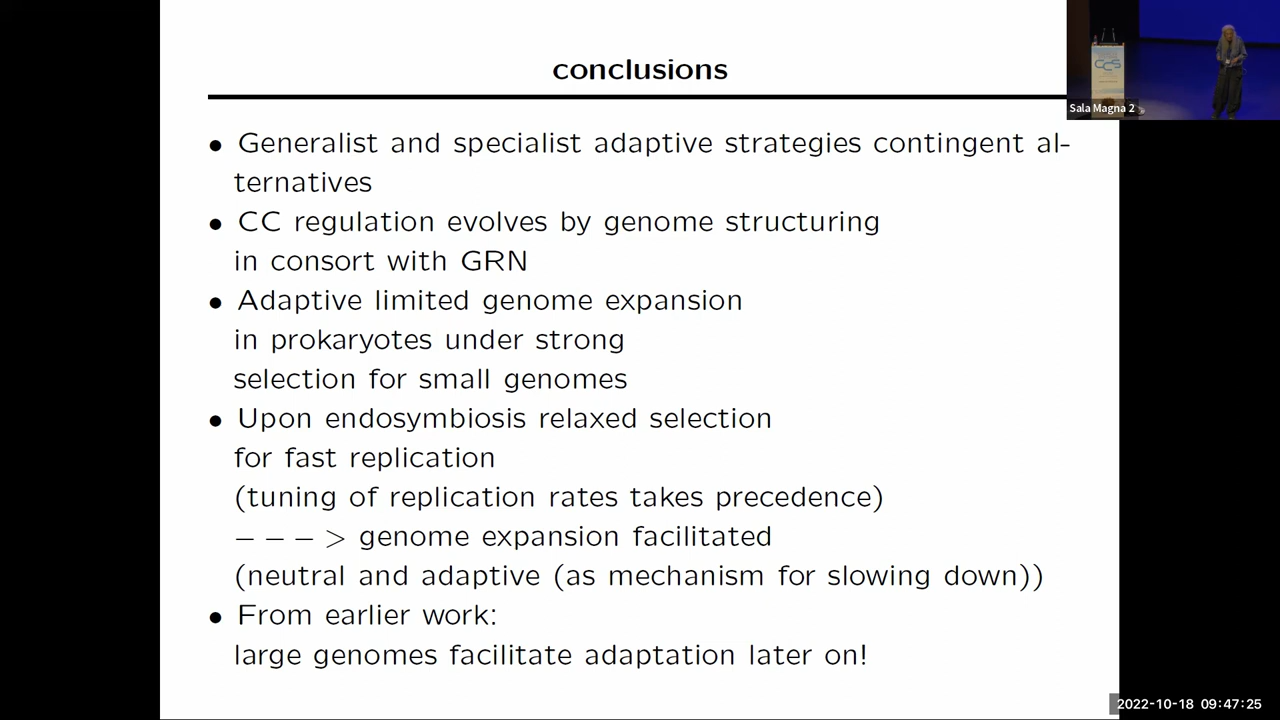 conclusions
• Generalist and specialist adaptive strategies contingent al-
ternatives
• CC regulation evolves by genome structuring
in consort with GRN
• Adaptive limited genome expansion
in prokaryotes under strong
selection for small genomes
• Upon endosymbiosis relaxed selection
for fast replication
(tuning of replication rates takes precedence)
− − − > genome expansion facilitated
(neutral and adaptive (as mechanism for slowing down))
• From earlier work:
large genomes facilitate adaptation later on!
CCS
Sala Magna 2
2022-10-18 09:47:25